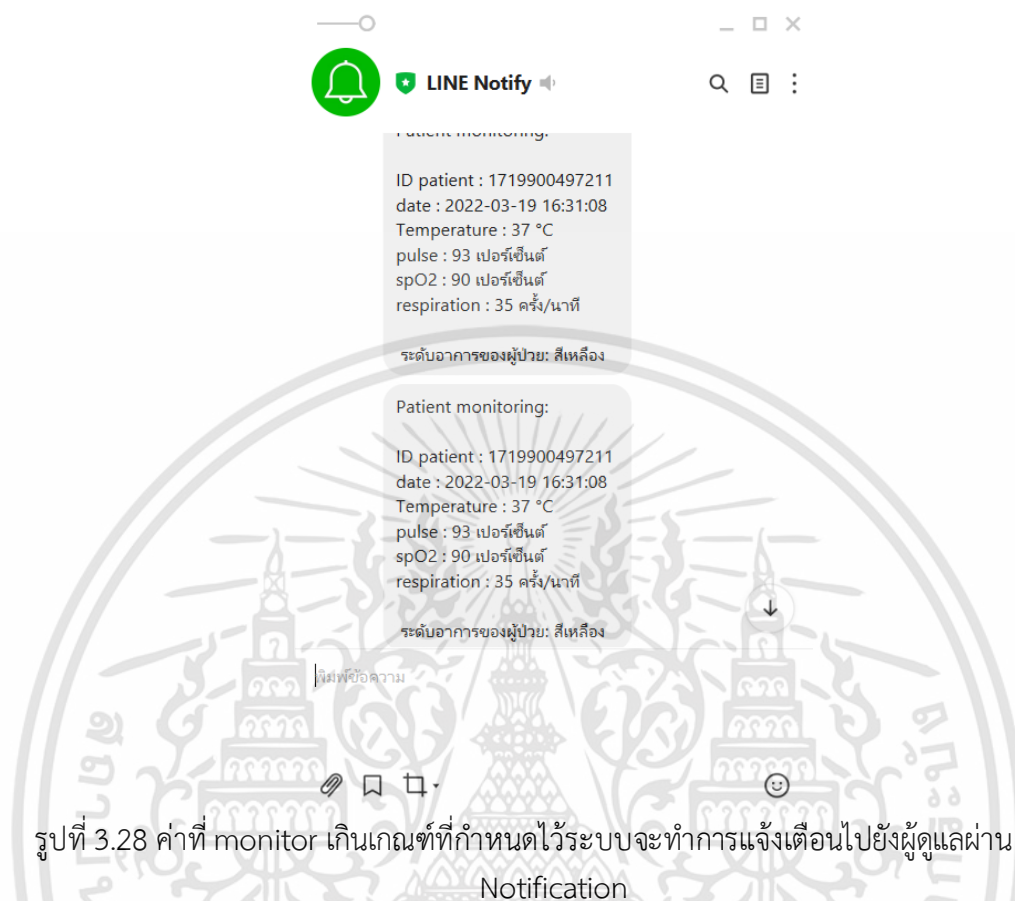 LINE Notify
Patient monitoring:
ID patient : 1719900497211
date : 2022-03-19 16:31:08
Temperature : 37 °C
pulse : 93 เปอร์เซ็นต์
spO2 : 90 เปอร์เซ็นต์
respiration : 35 ครั้ง/นาที
ระดับอาการของผู้ป่วย: สีเหลือง
Patient monitoring:
ID patient : 1719900497211
date : 2022-03-19 16:31:08
Temperature : 37 °C
pulse : 93 เปอร์เซ็นต์
spO2 : 90 เปอร์เซ็นต์
respiration : 35 ครั้ง/นาที
ระดับอาการของผู้ป่วย: สีเหลือง
พิมพ์ข้อความ
รูปที่ 3.28 ค่าที่ monitor เกินเกณฑ์ที่กำหนดไว้ระบบจะทำการแจ้งเตือนไปยังผู้ดูแลผ่าน
Notification